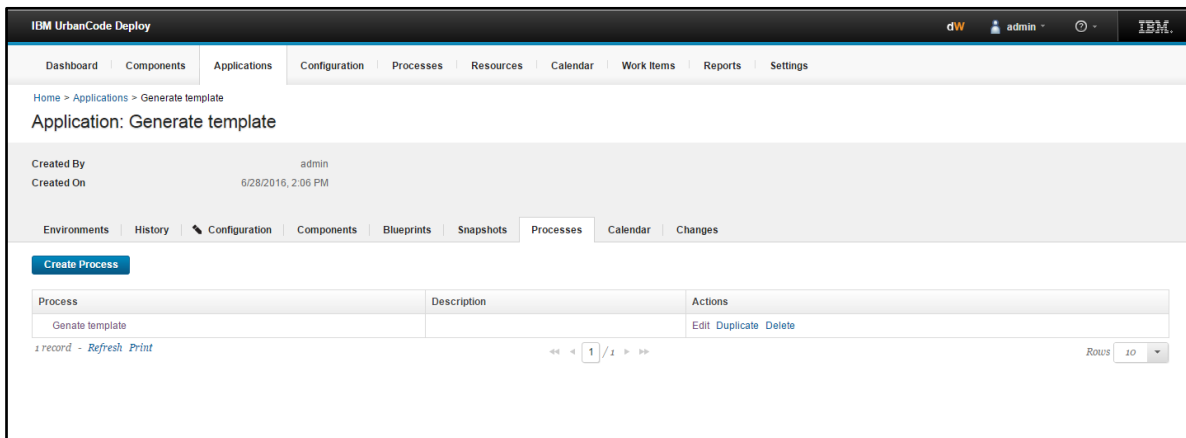 IBM UrbanCode Deploy dW admin ? IBM.
Dashboard Components Applications Configuration Processes Resources Calendar Work Items Reports Settings
Home > Applications > Generate template
Application: Generate template
Created By admin
Created On 6/28/2016, 2:06 PM
Environments History Configuration Components Blueprints Snapshots Processes Calendar Changes
Create Process
Process Description Actions
Genate template Edit Duplicate Delete
1 record - Refresh Print 1 / 1 Rows 10